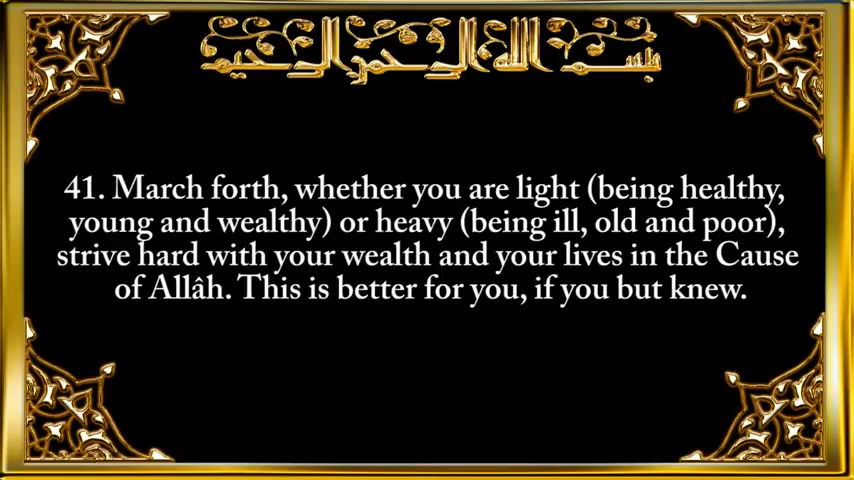 بسم الله الرحمن الرحيم
41. March forth, whether you are light (being healthy,
young and wealthy) or heavy (being ill, old and poor),
strive hard with your wealth and your lives in the Cause
of Allâh. This is better for you, if you but knew.